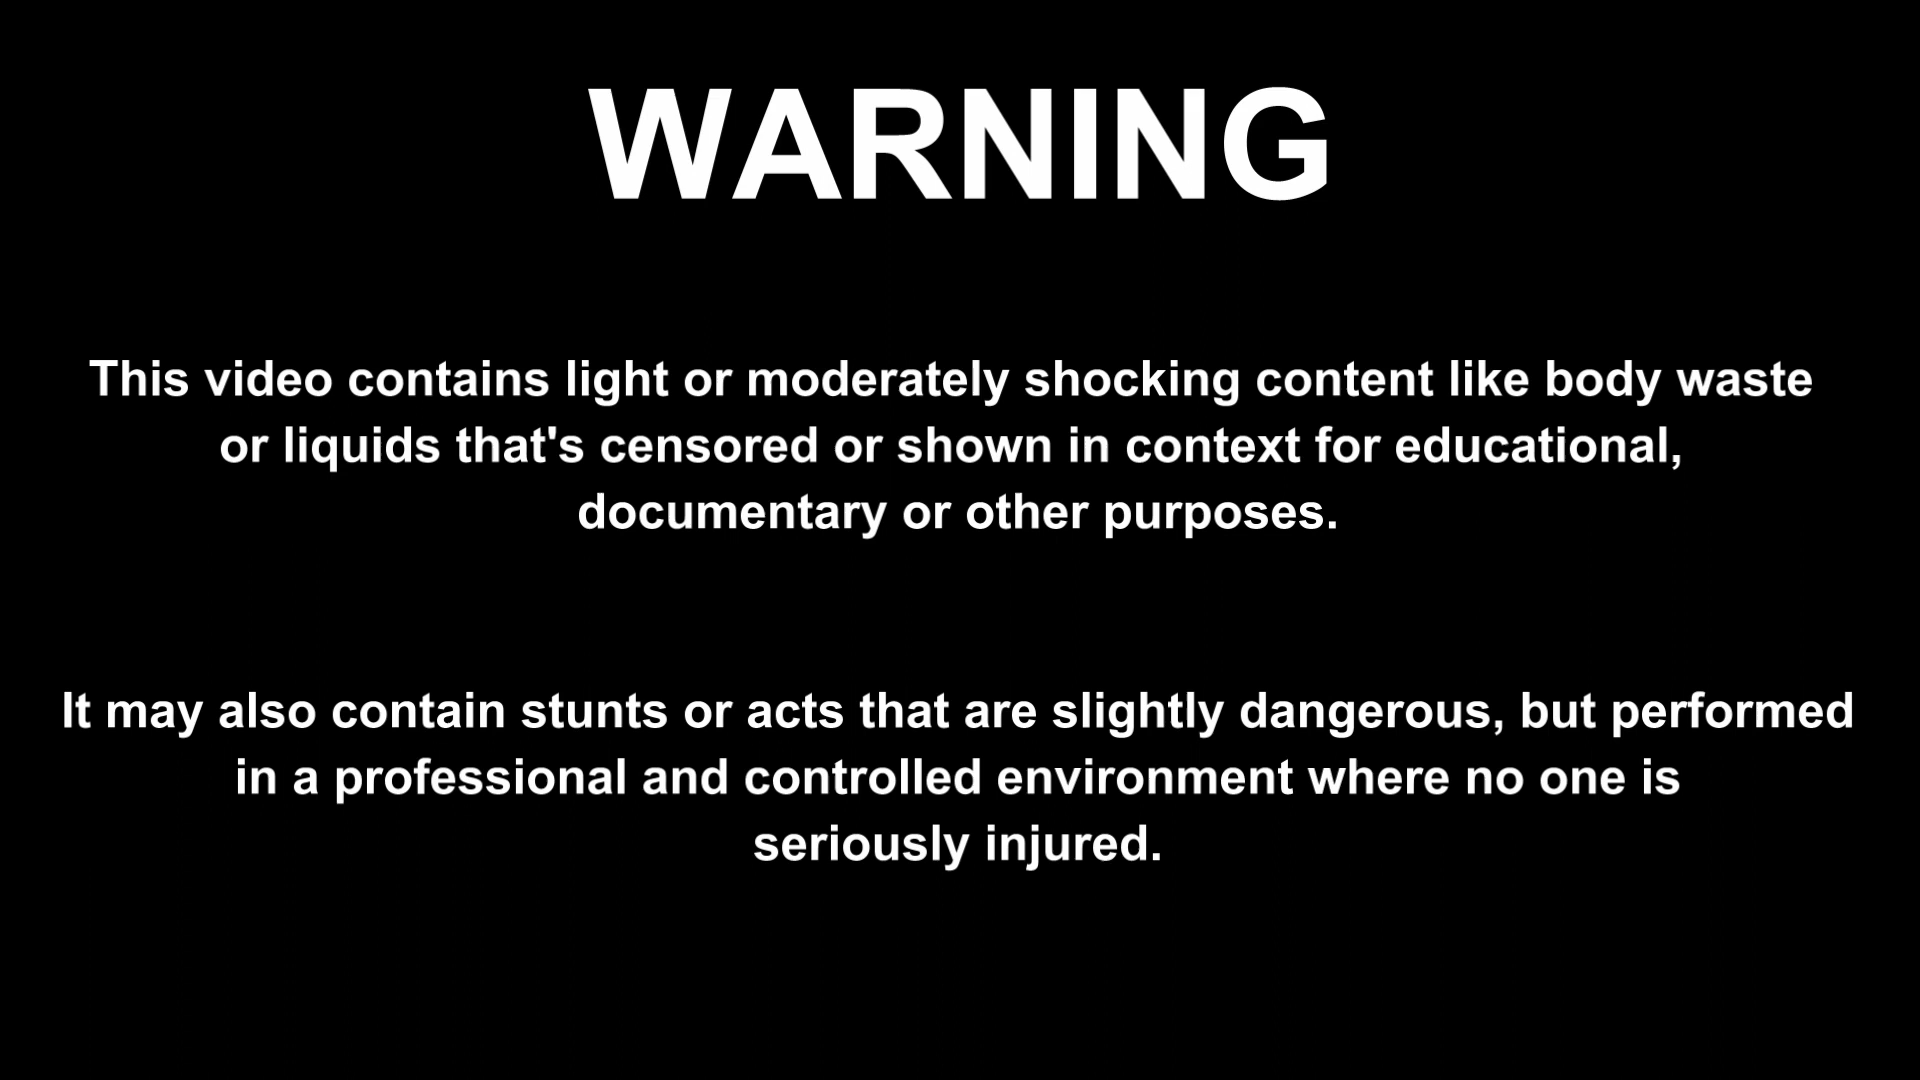 WARNING
This video contains light or moderately shocking content like body waste
or liquids that's censored or shown in context for educational,
documentary or other purposes.
It may also contain stunts or acts that are slightly dangerous, but performed
in a professional and controlled environment where no one is
seriously injured.